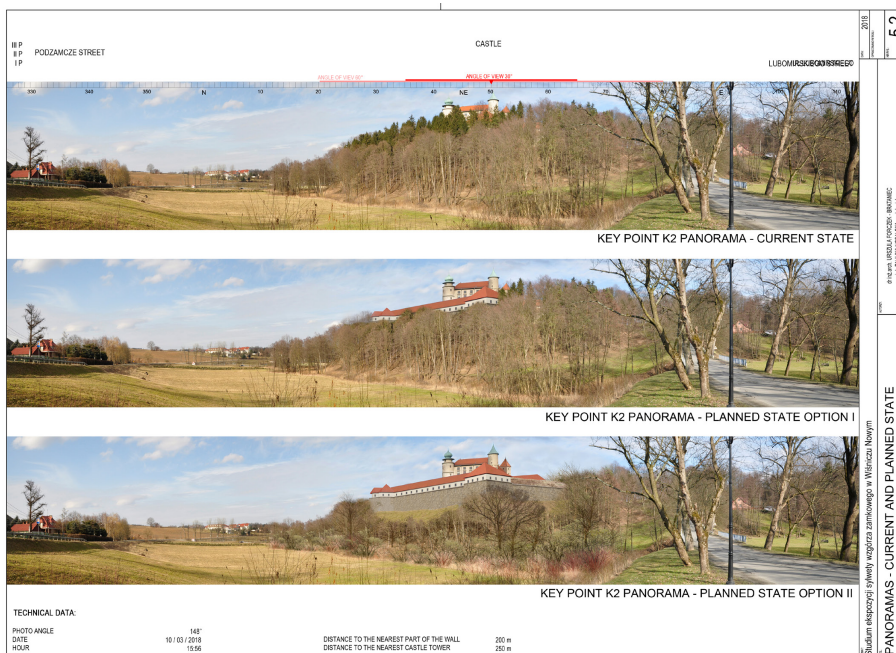 III P
II P
I P
PODZAMCZE STREET
CASTLE
ANGLE OF VIEW 60°
ANGLE OF VIEW 30°
330 340 350 N 10 20 30 40 NE 50 60 70 80 E 100 110
KEY POINT K2 PANORAMA - CURRENT STATE
KEY POINT K2 PANORAMA - PLANNED STATE OPTION I
KEY POINT K2 PANORAMA - PLANNED STATE OPTION II
TECHNICAL DATA:
PHOTO ANGLE 148°
DATE 10 / 03 / 2018
HOUR 15:56
DISTANCE TO THE NEAREST PART OF THE WALL 200 m
DISTANCE TO THE NEAREST CASTLE TOWER 250 m
2018
5.2
Studium ekspozycji sylwety wzgórza zamkowego w Wiśniczu Nowym
PANORAMAS - CURRENT AND PLANNED STATE